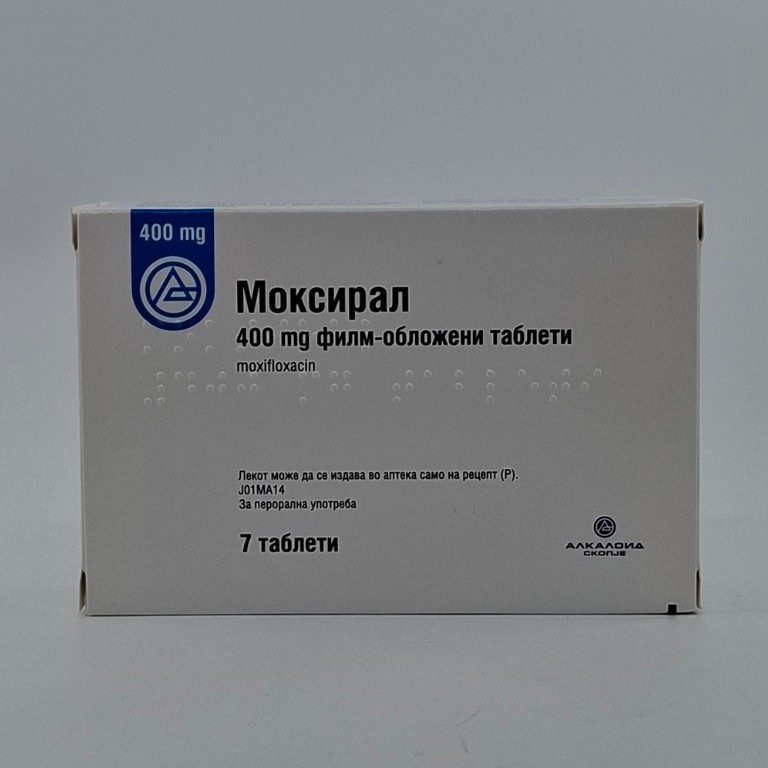 400 mg
Моксирал
400 mg филм-обложени таблети
moxifloxacin
Лекот може да се издава во аптека само на рецепт (Р).
J01MA14
За перорална употреба
7 таблети
АЛКАЛОИД
СКОПЈЕ